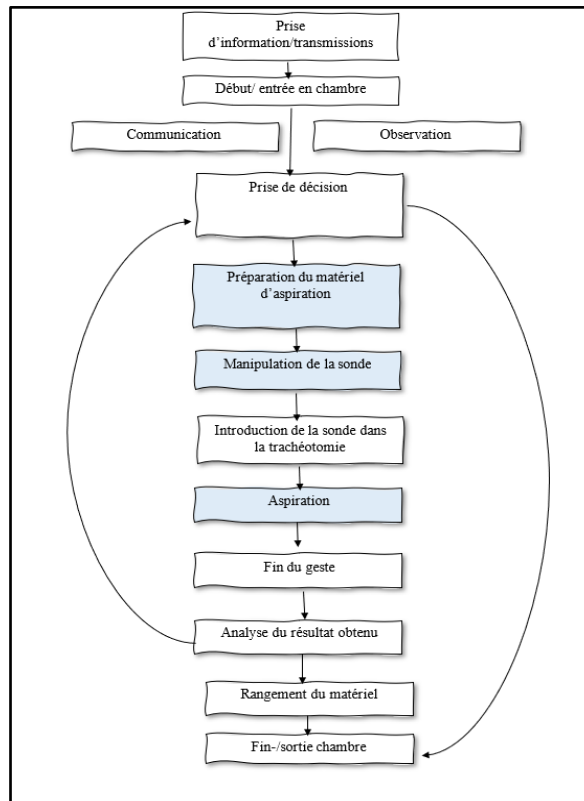 Prise
d’information/transmissions
Début/ entrée en chambre
Communication
Observation
Prise de décision
Préparation du matériel
d’aspiration
Manipulation de la sonde
Introduction de la sonde dans
la trachéotomie
Aspiration
Fin du geste
Analyse du résultat obtenu
Rangement du matériel
Fin-/sortie chambre